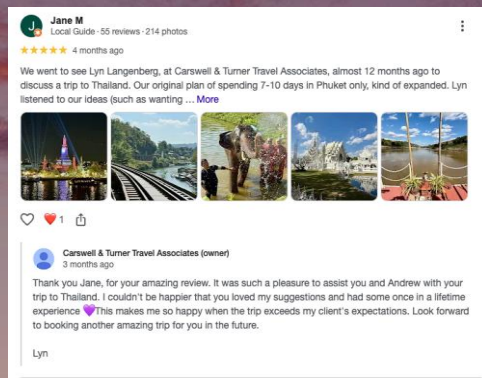 Jane M
Local Guide · 55 reviews · 214 photos
4 months ago
We went to see Lyn Langenberg, at Carswell & Turner Travel Associates, almost 12 months ago to
discuss a trip to Thailand. Our original plan of spending 7-10 days in Phuket only, kind of expanded. Lyn
listened to our ideas (such as wanting ... More
1
Carswell & Turner Travel Associates (owner)
3 months ago
Thank you Jane, for your amazing review. It was such a pleasure to assist you and Andrew with your
trip to Thailand. I couldn't be happier that you loved my suggestions and had some once in a lifetime
experience 💜This makes me so happy when the trip exceeds my client's expectations. Look forward
to booking another amazing trip for you in the future.
Lyn